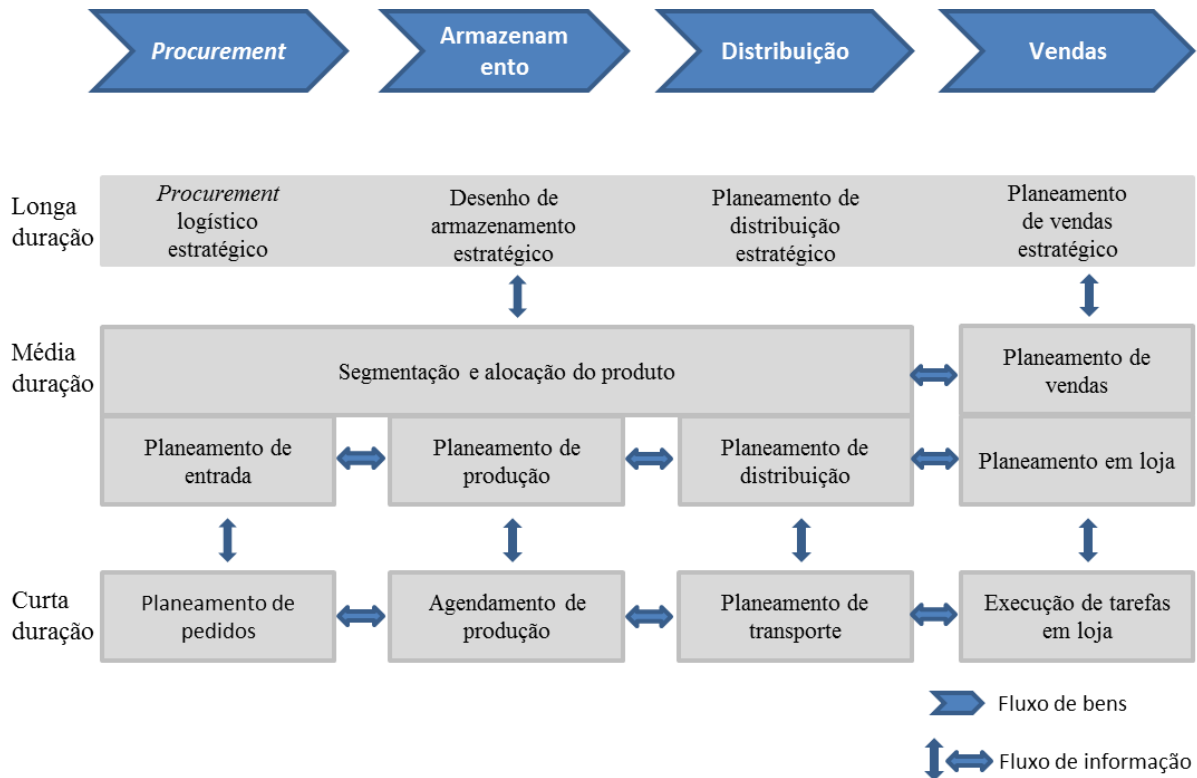 Procurement
Armazenam
ento
Distribuição
Vendas
Longa
duração
Procurement
logístico
estratégico
Desenho de
armazenamento
estratégico
Planeamento de
distribuição
estratégico
Planeamento
de vendas
estratégico
Média
duração
Segmentação e alocação do produto
Planeamento de
vendas
Planeamento de
entrada
Planeamento de
produção
Planeamento de
distribuição
Planeamento em loja
Curta
duração
Planeamento de
pedidos
Agendamento de
produção
Planeamento de
transporte
Execução de tarefas
em loja
Fluxo de bens
Fluxo de informação